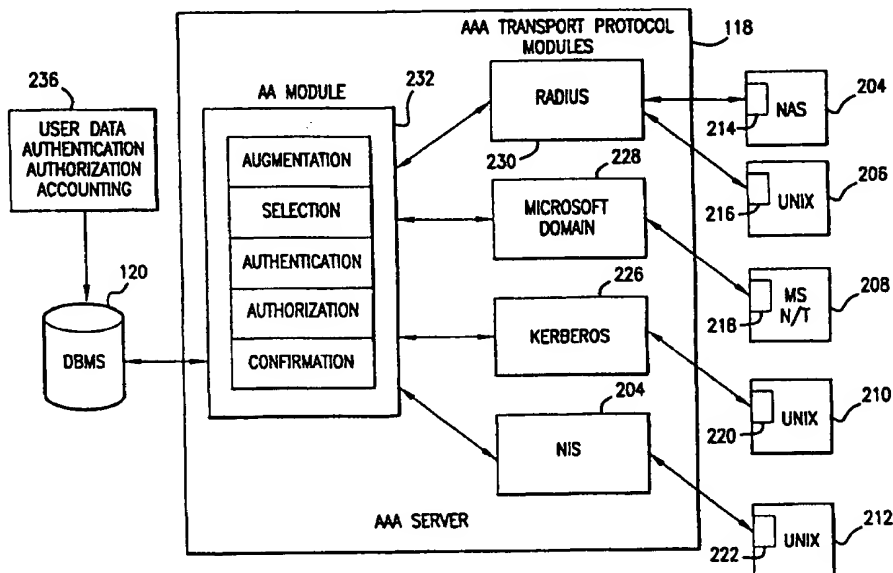 AAA TRANSPORT PROTOCOL
MODULES
118
236
USER DATA
AUTHENTICATION
AUTHORIZATION
ACCOUNTING
120
DBMS
AA MODULE
232
AUGMENTATION
SELECTION
AUTHENTICATION
AUTHORIZATION
CONFIRMATION
RADIUS
230
228
MICROSOFT
DOMAIN
226
KERBEROS
204
NIS
AAA SERVER
NAS
204
214
UNIX
206
216
MS
N/T
208
218
UNIX
210
220
UNIX
212
222